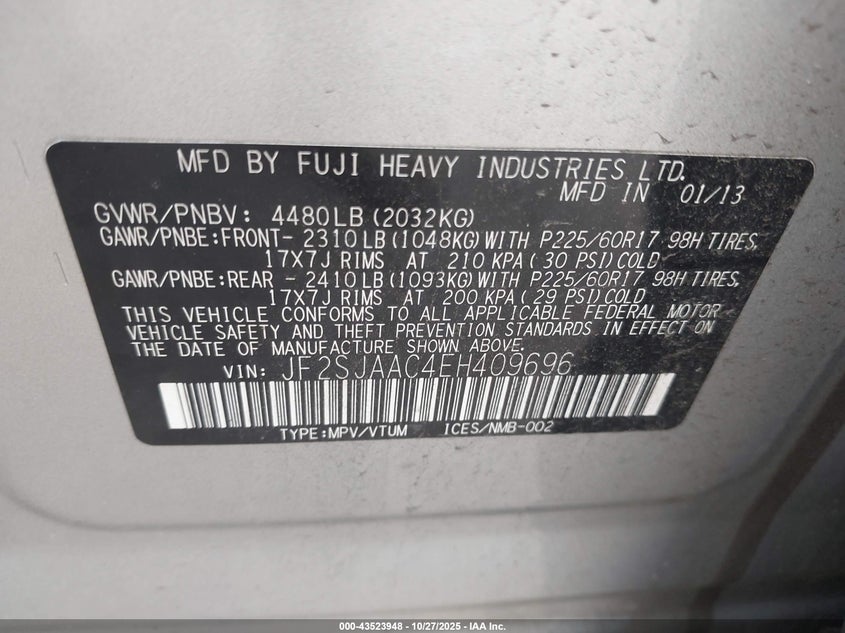 MFD BY FUJI HEAVY INDUSTRIES LTD.
MFD IN 01/13
GVWR/PNBV: 4480LB(2032KG)
GAWR/PNBE:FRONT- 2310LB(1048KG)WITH P225/60R17 98H TIRES,
17X7J RIMS AT 210 KPA( 30 PSI)COLD
GAWR/PNBE:REAR - 2410LB(1093KG)WITH P225/60R17 98H TIRES,
17X7J RIMS AT 200 KPA( 29 PSI)COLD
THIS VEHICLE CONFORMS TO ALL APPLICABLE FEDERAL MOTOR
VEHICLE SAFETY AND THEFT PREVENTION STANDARDS IN EFFECT ON
THE DATE OF MANUFACTURE SHOWN ABOVE.
VIN: JF2SJAAC4EH409696
TYPE:MPV/VTUM ICES/NMB-002
000-43523948 - 10/27/2025 - IAA Inc.